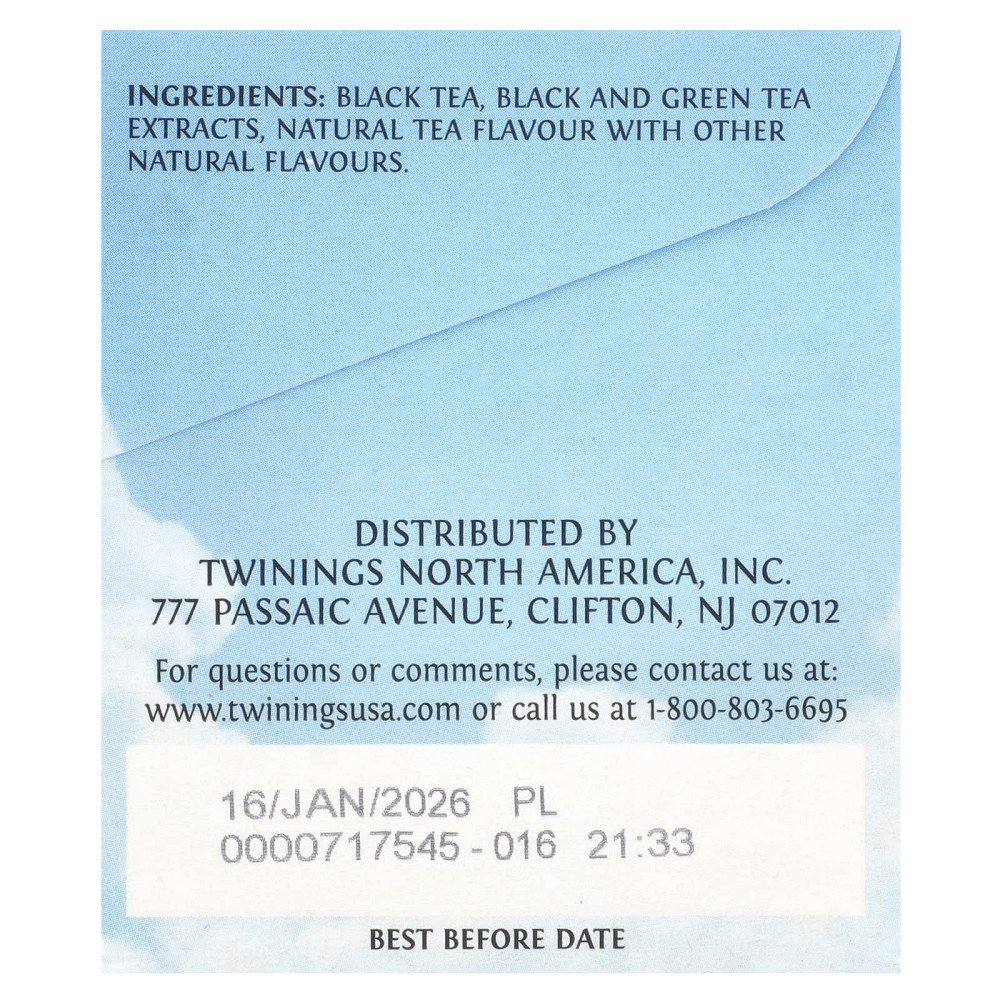 INGREDIENTS: BLACK TEA, BLACK AND GREEN TEA
EXTRACTS, NATURAL TEA FLAVOUR WITH OTHER
NATURAL FLAVOURS.
DISTRIBUTED BY
TWININGS NORTH AMERICA, INC.
777 PASSAIC AVENUE, CLIFTON, NJ 07012
For questions or comments, please contact us at:
www.twiningsusa.com or call us at 1-800-803-6695
16/JAN/2026 PL
0000717545-016 21:33
BEST BEFORE DATE